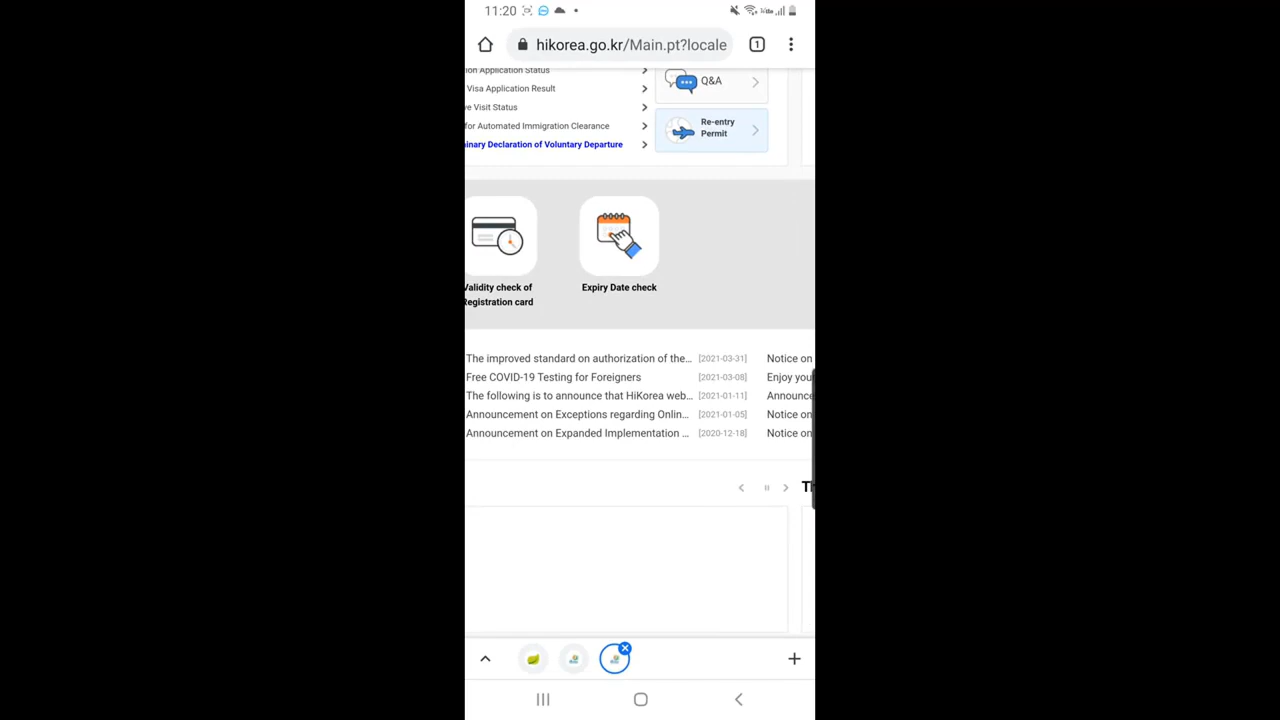 11:20
hikorea.go.kr/Main.pt?locale
1
ion Application Status
Visa Application Result
e Visit Status
for Automated Immigration Clearance
inary Declaration of Voluntary Departure
Q&A
Re-entry
Permit
Validity check of
Registration card
Expiry Date check
The improved standard on authorization of the... [2021-03-31]
Free COVID-19 Testing for Foreigners [2021-03-08]
The following is to announce that HiKorea web... [2021-01-11]
Announcement on Exceptions regarding Onlin... [2021-01-05]
Announcement on Expanded Implementation ... [2020-12-18]
Notice on
Enjoy you
Announce
Notice on
Notice on